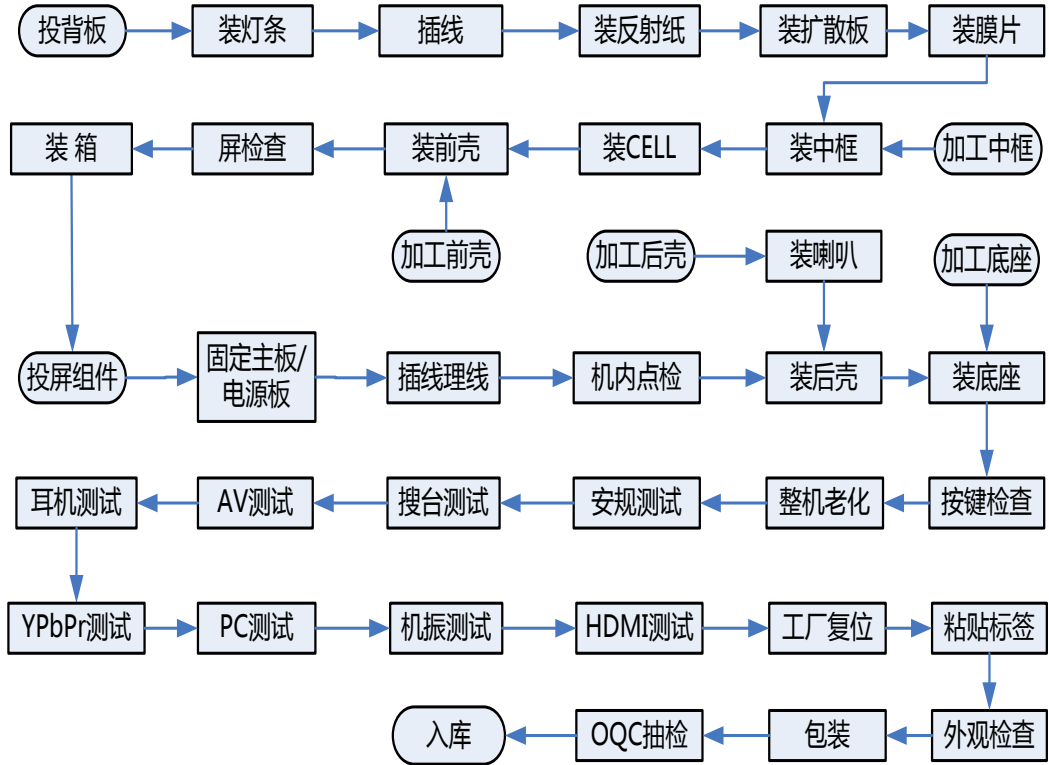 投背板
装灯条
插线
装反射纸
装扩散板
装膜片
装 箱
屏检查
装前壳
装CELL
装中框
加工中框
加工前壳
加工后壳
装喇叭
加工底座
投屏组件
固定主板/
电源板
插线理线
机内点检
装后壳
装底座
耳机测试
AV测试
搜台测试
安规测试
整机老化
按键检查
YPbPr测试
PC测试
机振测试
HDMI测试
工厂复位
粘贴标签
入库
OQC抽检
包装
外观检查